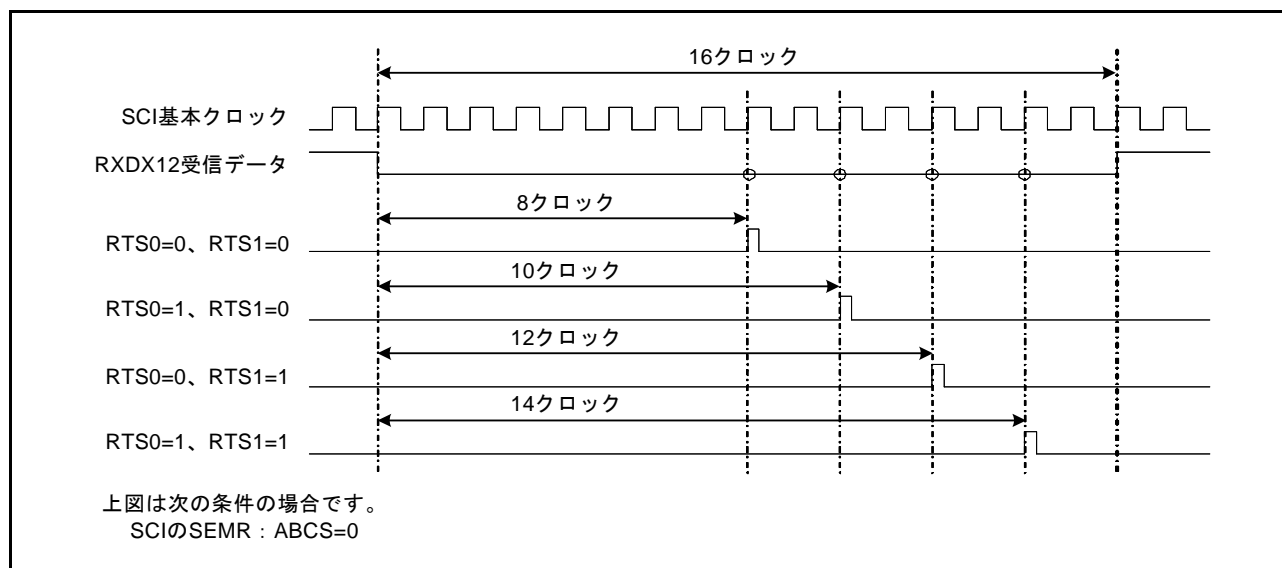 16クロック
SCI基本クロック
RXDX12受信データ
8クロック
RTS0=0、RTS1=0
10クロック
RTS0=1、RTS1=0
12クロック
RTS0=0、RTS1=1
14クロック
RTS0=1、RTS1=1
上図は次の条件の場合です。
SCIのSEMR：ABCS=0